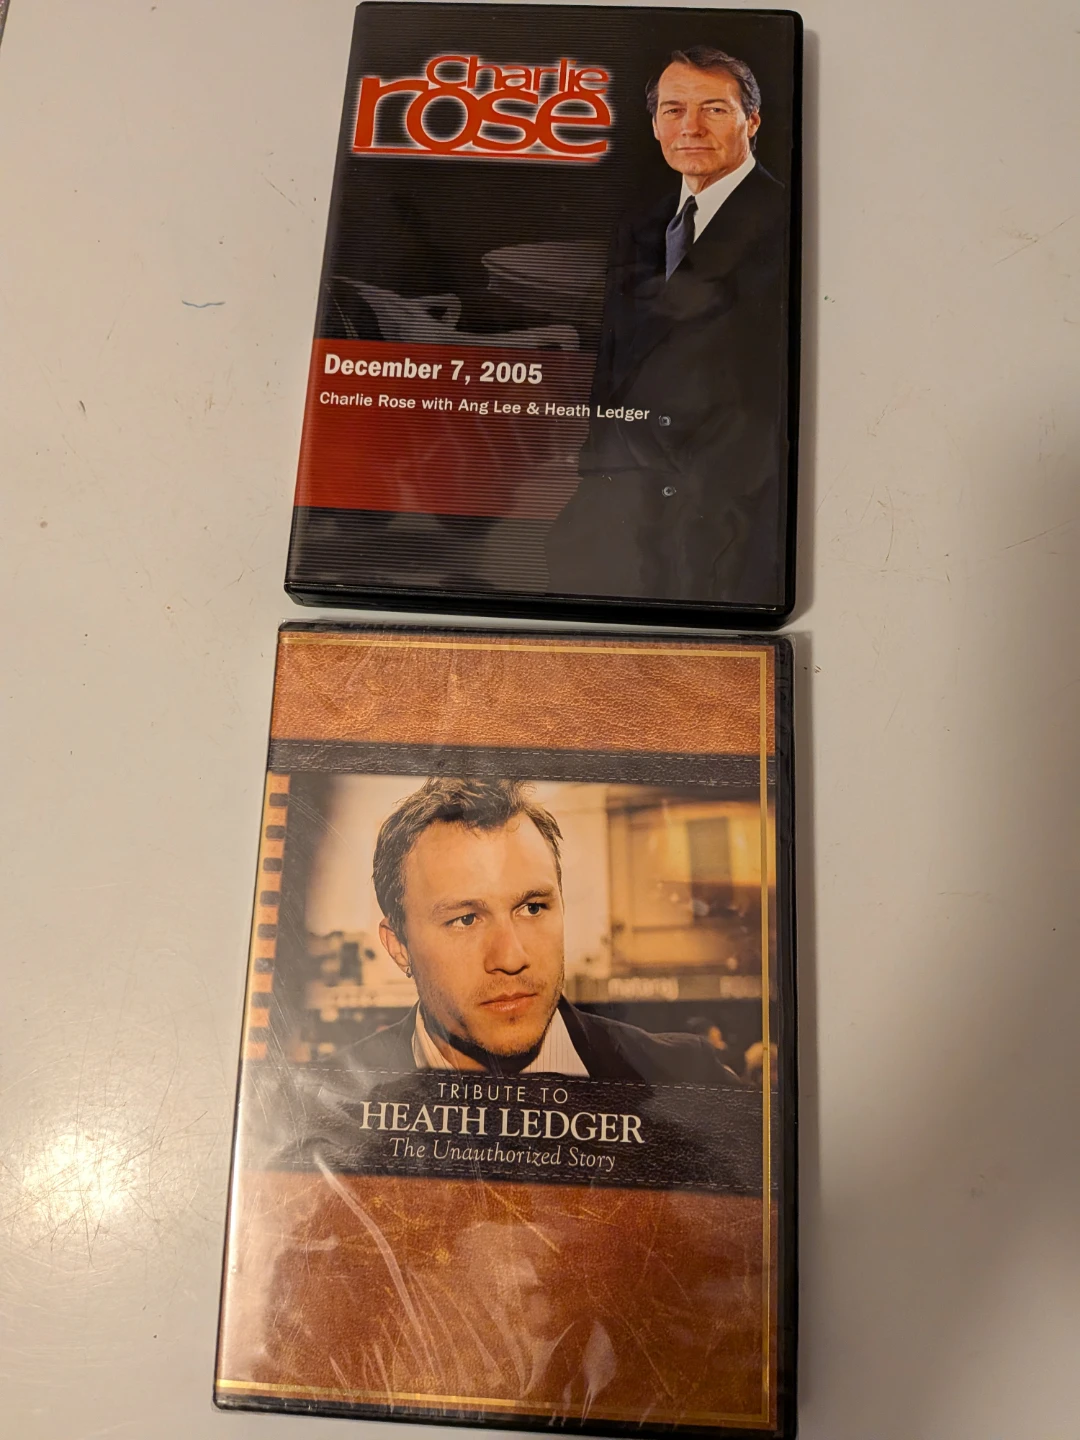 Charlie
rose
December 7, 2005
Charlie Rose with Ang Lee & Heath Ledger
TRIBUTE TO
HEATH LEDGER
The Unauthorized Story